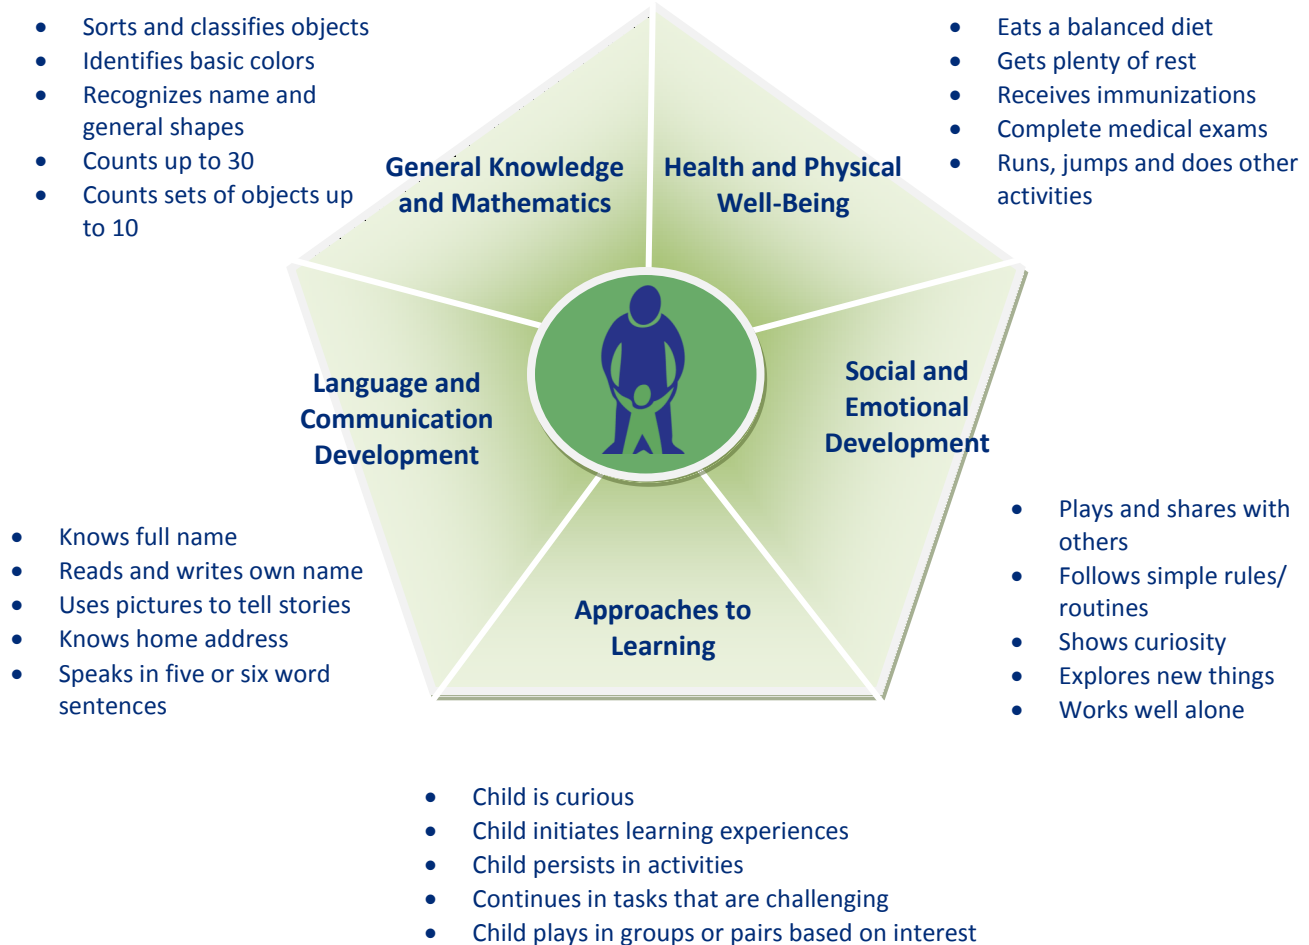 • Sorts and classifies objects
• Identifies basic colors
• Recognizes name and
general shapes
• Counts up to 30
• Counts sets of objects up
to 10
• Eats a balanced diet
• Gets plenty of rest
• Receives immunizations
• Complete medical exams
• Runs, jumps and does other
activities
General Knowledge
and Mathematics
Health and Physical
Well-Being
Language and
Communication
Development
Social and
Emotional
Development
• Knows full name
• Reads and writes own name
• Uses pictures to tell stories
• Knows home address
• Speaks in five or six word
sentences
Approaches to
Learning
• Plays and shares with
others
• Follows simple rules/
routines
• Shows curiosity
• Explores new things
• Works well alone
• Child is curious
• Child initiates learning experiences
• Child persists in activities
• Continues in tasks that are challenging
• Child plays in groups or pairs based on interest